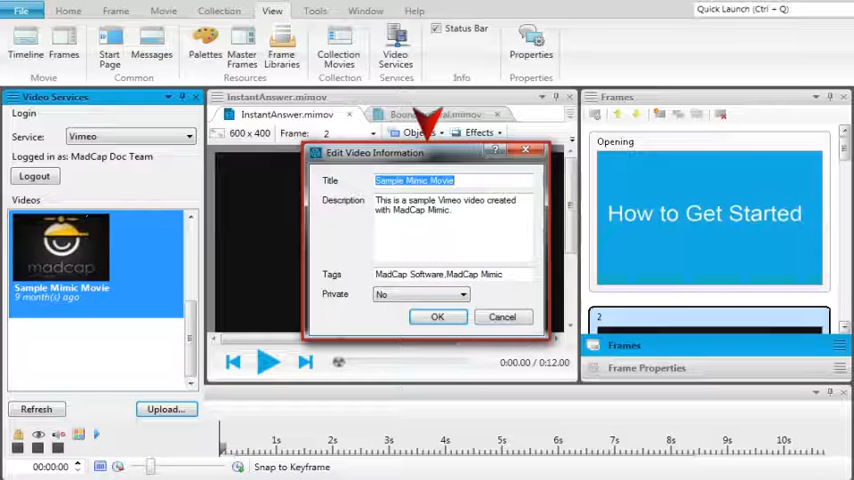 File Home Frame Movie Collection View Tools Window Help
Quick Launch (Ctrl + Q)
Status Bar
Timeline Frames Start Page Messages Palettes Master Frames Frame Libraries Collection Movies Video Services Properties
Movie Common Resources Collection Services Info Properties
Video Services
Login
Service: Vimeo
Logged in as: MadCap Doc Team
Logout
Videos
madcap
Sample Mimic Movie
9 month(s) ago
Refresh Upload...
InstantAnswer.mimov
InstantAnswer.mimov
600 x 400 Frame: 2 Effects
Edit Video Information
Title Sample Mimic Movie
Description This is a sample Vimeo video created
with MadCap Mimic.
Tags MadCap Software,MadCap Mimic
Private No
OK Cancel
0:00.00 / 0:12.00
Frames
Opening
How to Get Started
2
Frames
Frame Properties
1s 2s 3s 4s 5s 6s 7s 8s 9s 10s
00:00:00 Snap to Keyframe